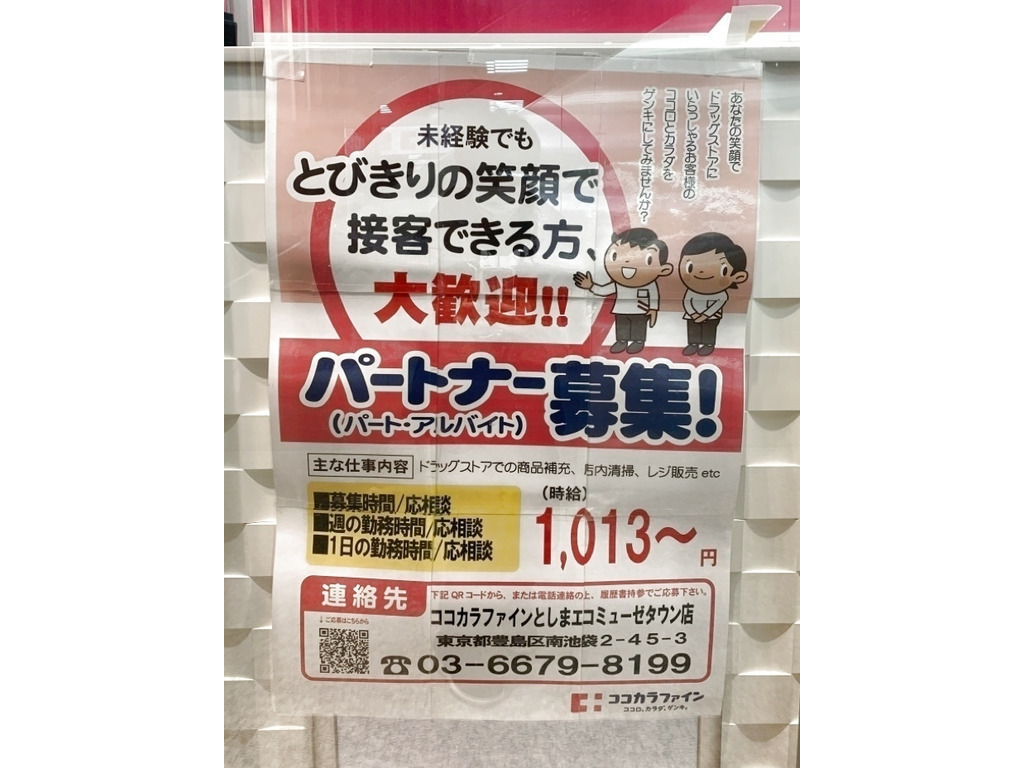 あなたの笑顔で
ドラッグストアに
いらっしゃるお客様の
ココロとカラダを
ゲンキにしてみませんか?
未経験でも
とびきりの笑顔で
接客できる方、
大歓迎!!
パートナー募集!
(パート・アルバイト)
主な仕事内容 ドラッグストアでの商品補充、店内清掃、レジ販売 etc
■募集時間/応相談
■週の勤務時間/応相談
■1日の勤務時間/応相談
(時給)
1,013〜円
連絡先
下記QRコードから、または電話連絡の上、履歴書持参でご応募下さい。
↓ご応募はこちらから
ココカラファインとしまエコミューゼタウン店
東京都豊島区南池袋2-45-3
☎03-6679-8199
ココカラファイン
ココロ、カラダ、ゲンキ。